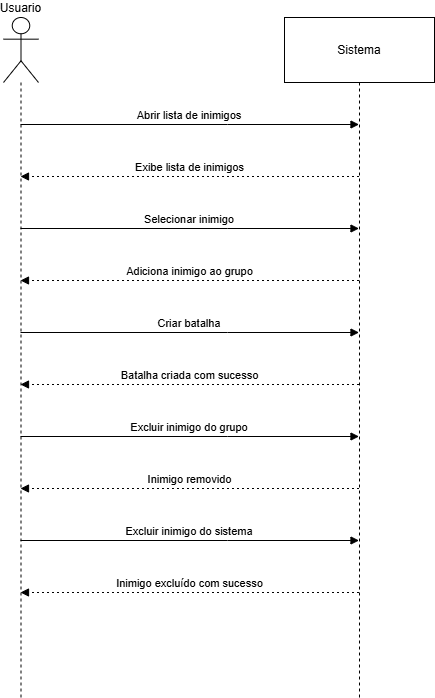 Usuario
Sistema
Abrir lista de inimigos
Exibe lista de inimigos
Selecionar inimigo
Adiciona inimigo ao grupo
Criar batalha
Batalha criada com sucesso
Excluir inimigo do grupo
Inimigo removido
Excluir inimigo do sistema
Inimigo excluído com sucesso